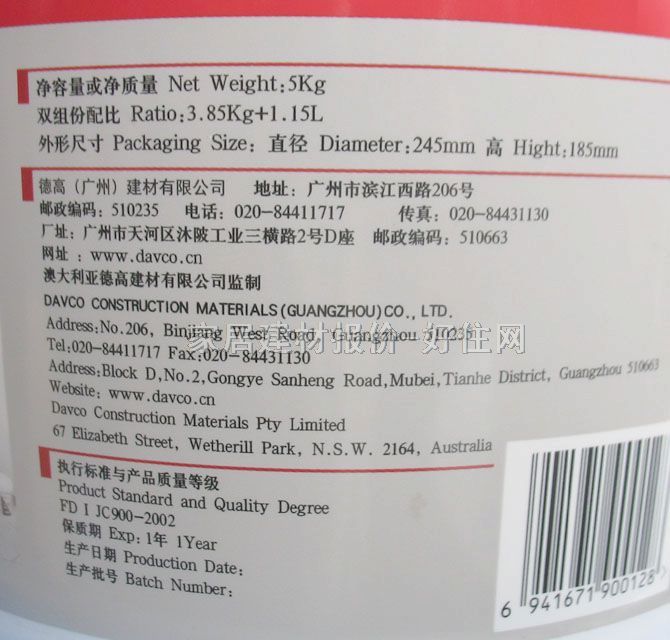 净容量或净质量 Net Weight:5Kg
双组份配比 Ratio:3.85Kg+1.15L
外形尺寸 Packaging Size: 直径 Diameter:245mm 高 Hight:185mm
德高（广州）建材有限公司 地址：广州市滨江西路206号
邮政编码：510235 电话：020-84411717 传真：020-84431130
厂址：广州市天河区沐陂工业三横路2号D座 邮政编码：510663
网址：www.davco.cn
澳大利亚德高建材有限公司监制
DAVCO CONSTRUCTION MATERIALS(GUANGZHOU)CO., LTD.
Address:No.206, Binjiang West Road, Guangzhou 510235
家居建材报价 好住网
Tel:020-84411717 Fax:020-84431130
Address:Block D,No.2,Gongye Sanheng Road,Mubei,Tianhe District, Guangzhou 510663
Website: www.davco.cn
Davco Construction Materials Pty Limited
67 Elizabeth Street, Wetherill Park, N.S.W. 2164, Australia
执行标准与产品质量等级
Product Standard and Quality Degree
FD I JC900-2002
保质期 Exp:1年 1Year
生产日期 Production Date:
生产批号 Batch Number:
6 941671 900128